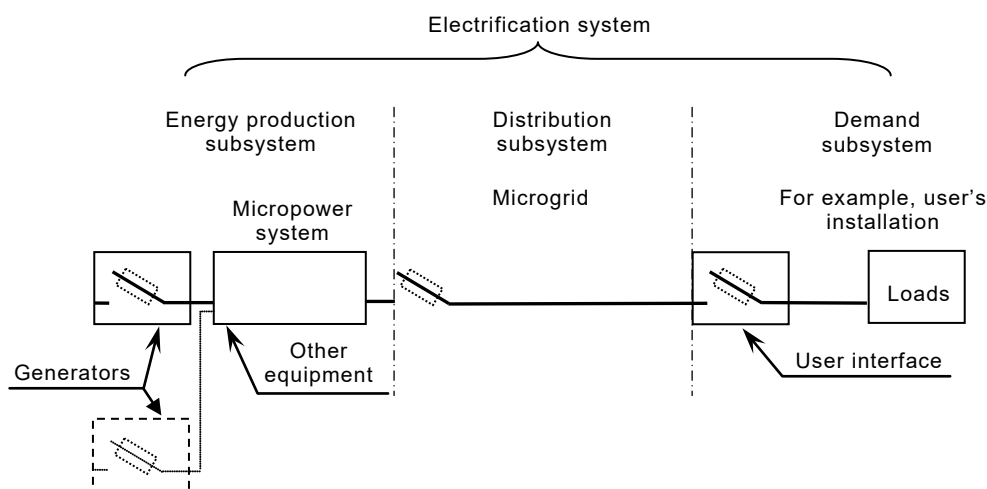 Electrification system
Energy production
subsystem
Distribution
subsystem
Demand
subsystem
Microgrid
For example, user’s
installation
Micropower
system
Loads
Other
equipment
User interface
Generators